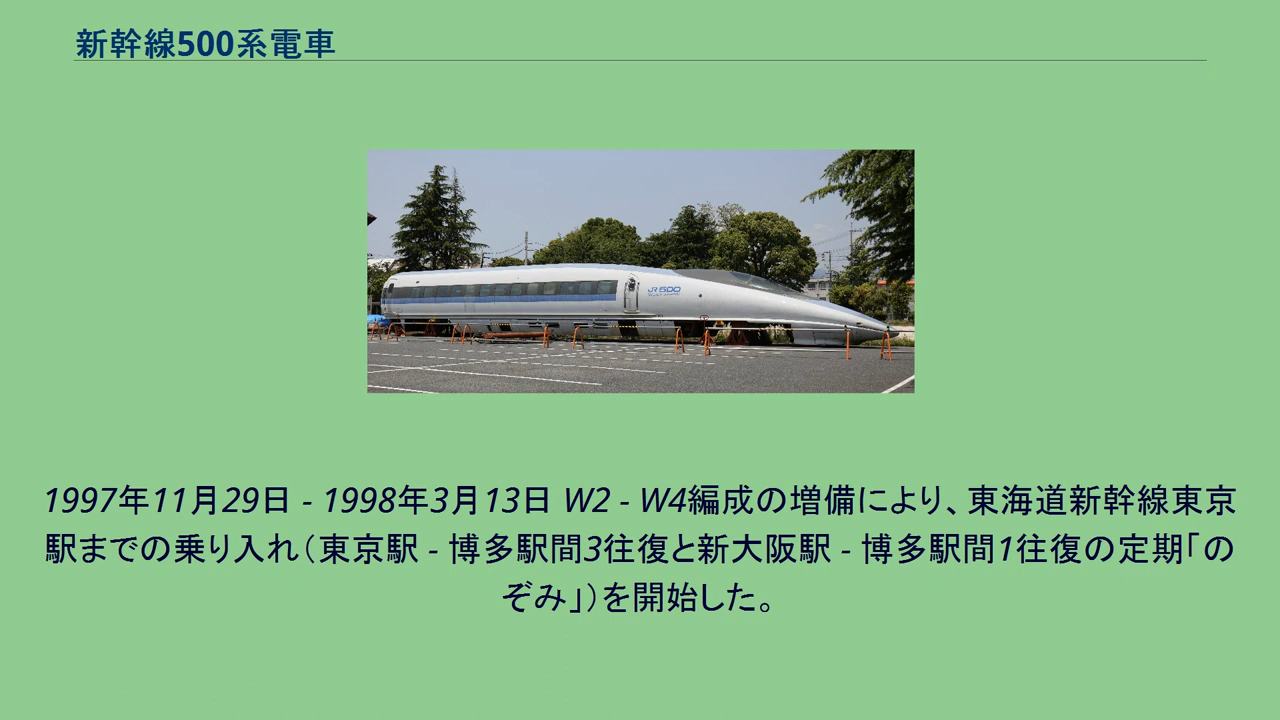 新幹線500系電車
JR500
1997年11月29日 - 1998年3月13日 W2 - W4編成の増備により、東海道新幹線東京
駅までの乗り入れ（東京駅 - 博多駅間3往復と新大阪駅 - 博多駅間1往復の定期「の
ぞみ」）を開始した。